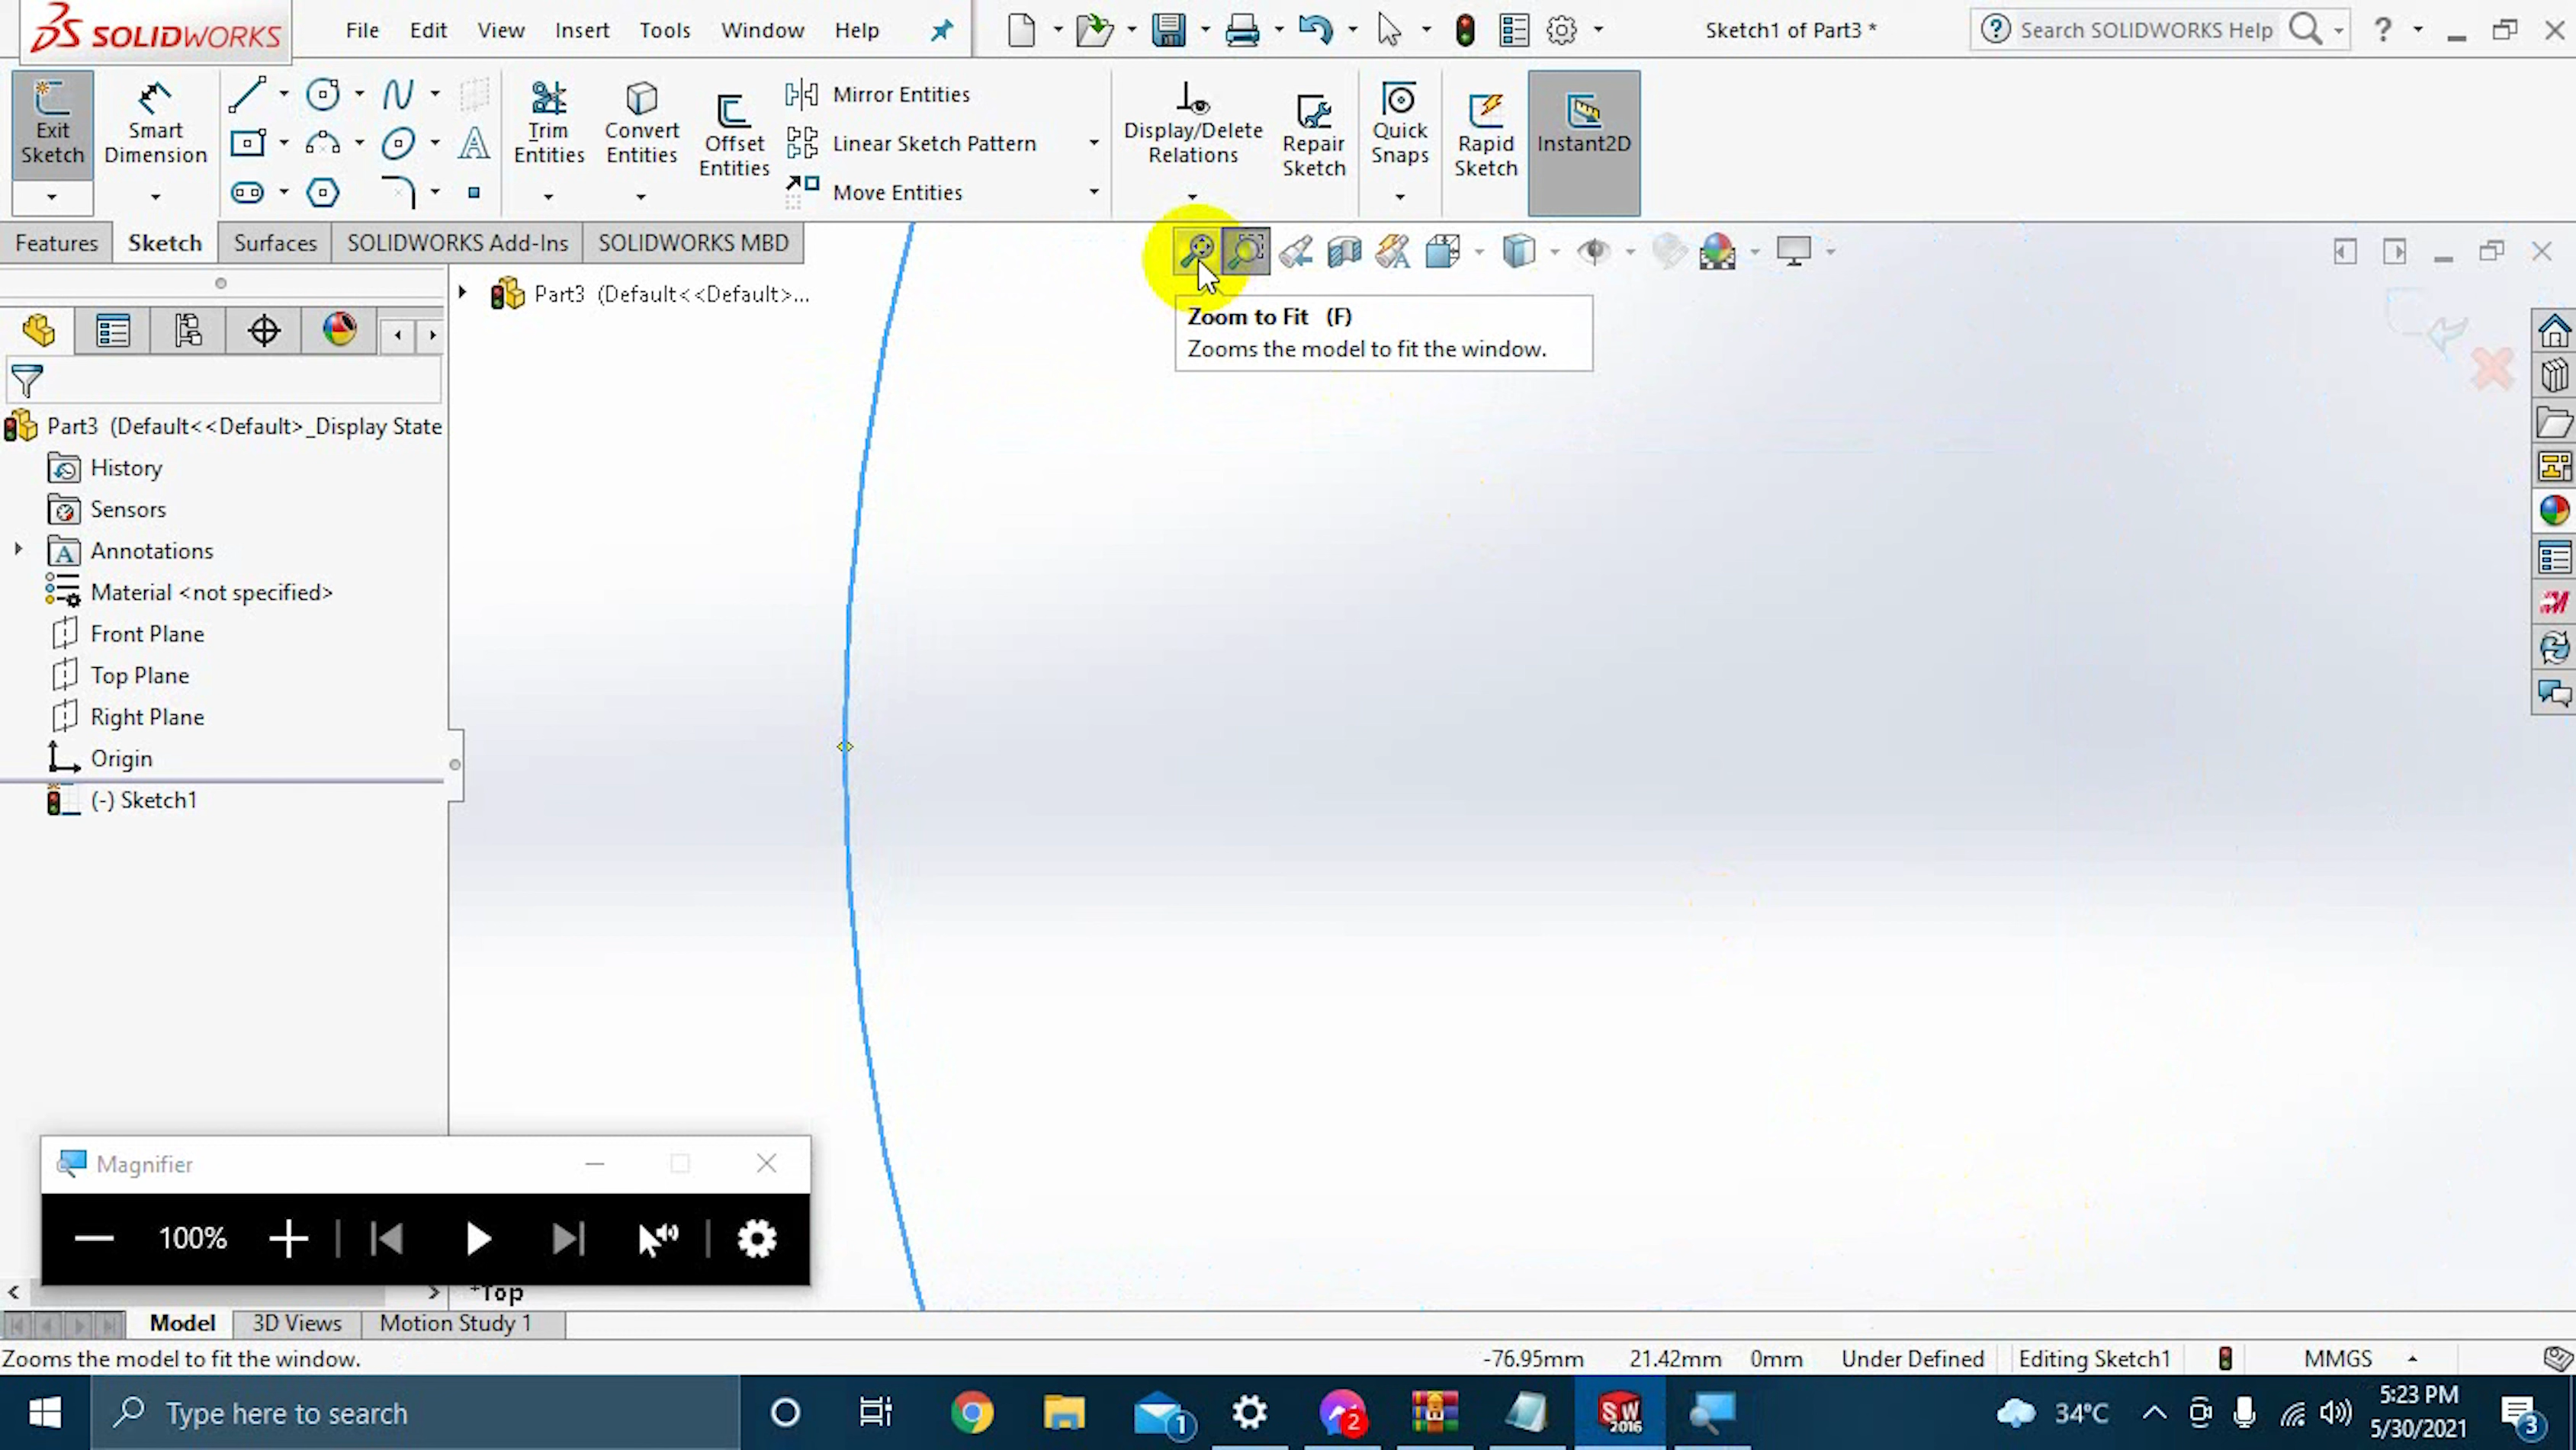 SOLIDWORKS File Edit View Insert Tools Window Help Sketch1 of Part3 * Search SOLIDWORKS Help ?
Exit Sketch
Smart Dimension
Trim Entities
Convert Entities
Offset Entities
Mirror Entities
Linear Sketch Pattern
Move Entities
Display/Delete Relations
Repair Sketch
Quick Snaps
Rapid Sketch
Instant2D
Features Sketch Surfaces SOLIDWORKS Add-Ins SOLIDWORKS MBD
Part3 (Default<<Default>...
Zoom to Fit (F)
Zooms the model to fit the window.
Part3 (Default<<Default>_Display State
History
Sensors
Annotations
Material <not specified>
Front Plane
Top Plane
Right Plane
Origin
(-) Sketch1
Magnifier
100%
*Top
Model 3D Views Motion Study 1
Zooms the model to fit the window. -76.95mm 21.42mm 0mm Under Defined Editing Sketch1 MMGS
Type here to search 1 2 SW 2016 34°C 5:23 PM 3
5/30/2021